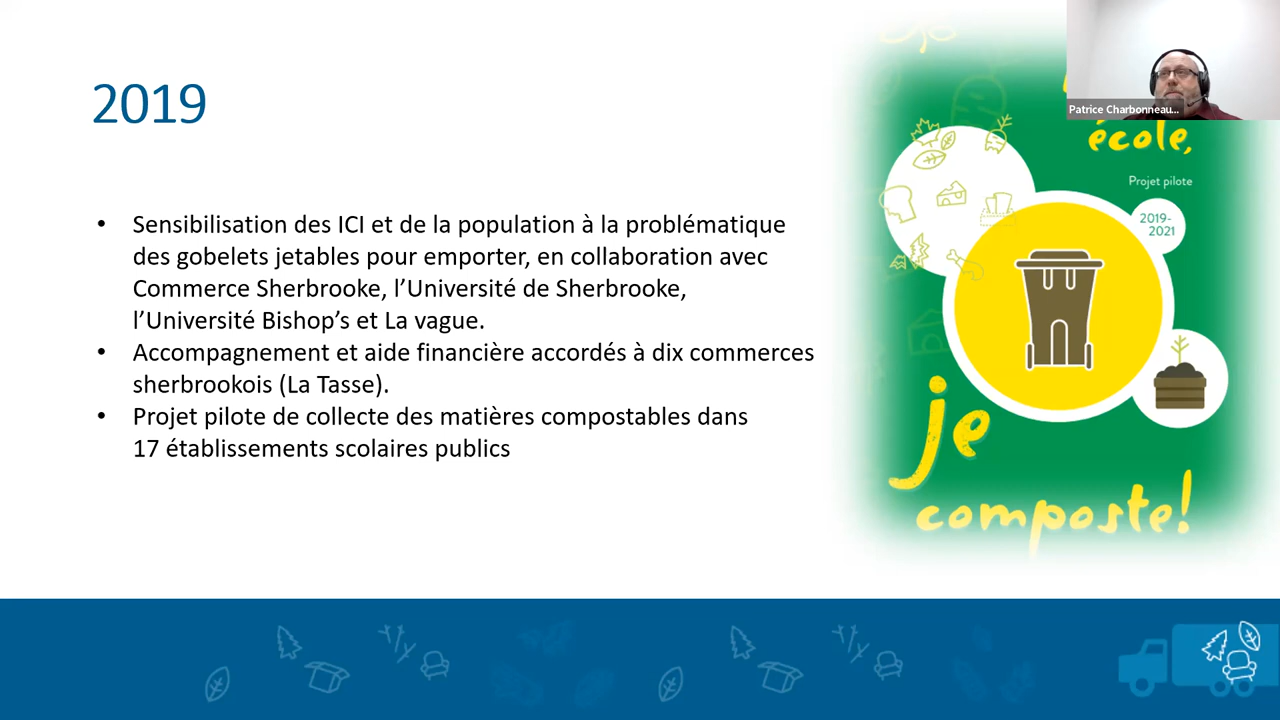 2019
• Sensibilisation des ICI et de la population à la problématique
des gobelets jetables pour emporter, en collaboration avec
Commerce Sherbrooke, l’Université de Sherbrooke,
l’Université Bishop’s et La vague.
• Accompagnement et aide financière accordés à dix commerces
sherbrookois (La Tasse).
• Projet pilote de collecte des matières compostables dans
17 établissements scolaires publics
Patrice Charbonneau...
école,
Projet pilote
2019-
2021
je
composte!